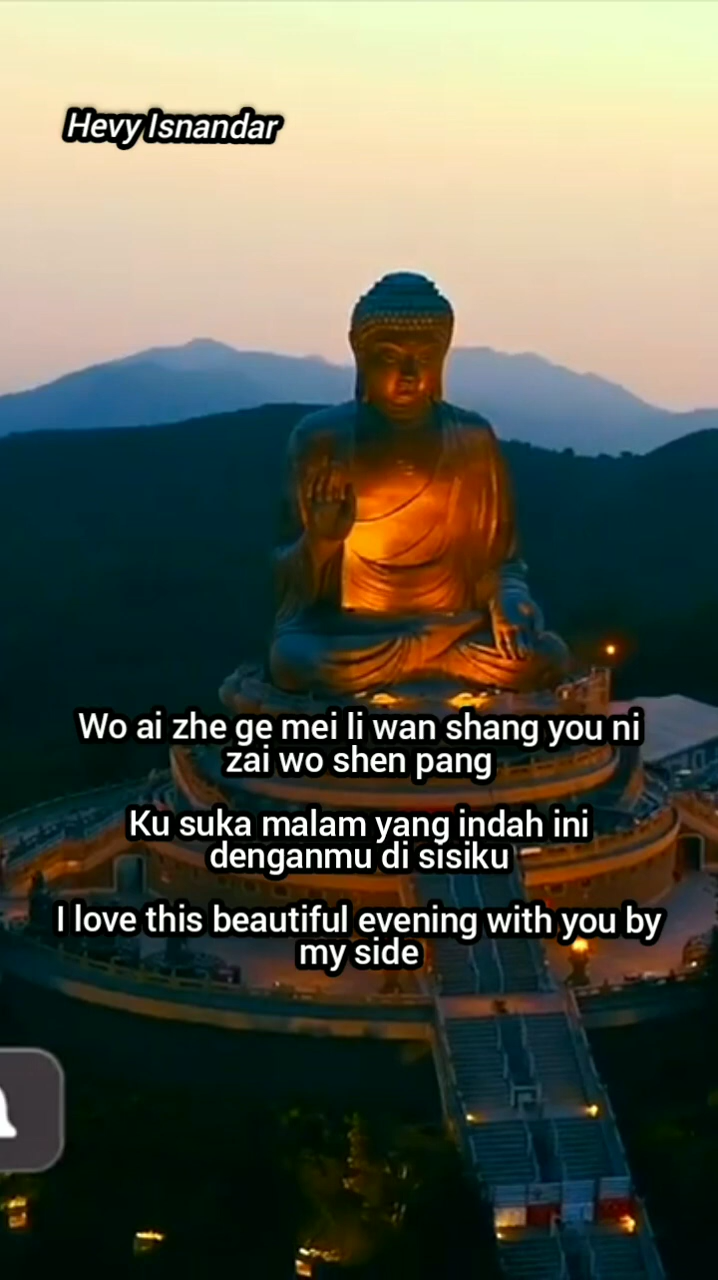 Hevy Isnandar
Wo ai zhe ge mei li wan shang you ni
zai wo shen pang
Ku suka malam yang indah ini
denganmu di sisiku
I love this beautiful evening with you by
my side